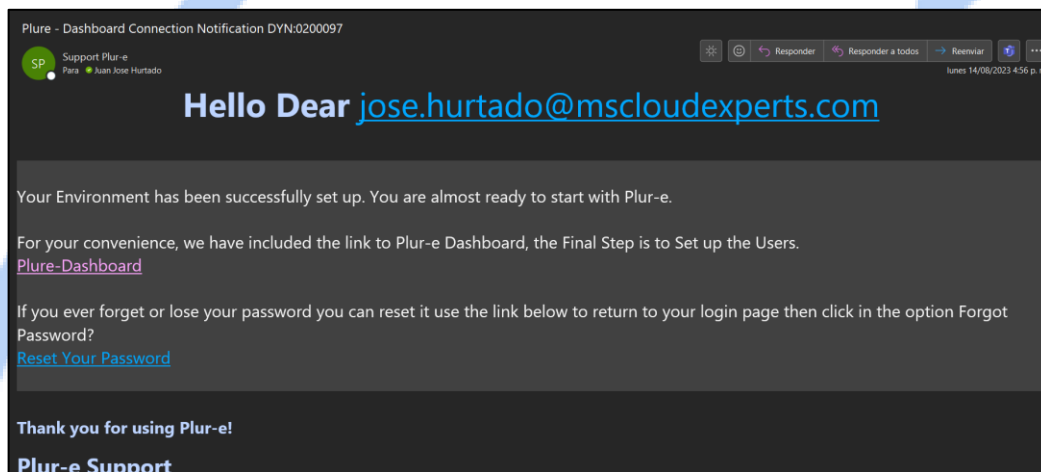 Plure - Dashboard Connection Notification DYN:0200097
SP
Support Plur-e
Para Juan Jose Hurtado
Responder
Responder a todos
Reenviar
lunes 14/08/2023 4:56 p.
Hello Dear jose.hurtado@mscloudexperts.com
Your Environment has been successfully set up. You are almost ready to start with Plur-e.
For your convenience, we have included the link to Plur-e Dashboard, the Final Step is to Set up the Users.
Plure-Dashboard
If you ever forget or lose your password you can reset it use the link below to return to your login page then click in the option Forgot
Password?
Reset Your Password
Thank you for using Plur-e!
Plur-e Support